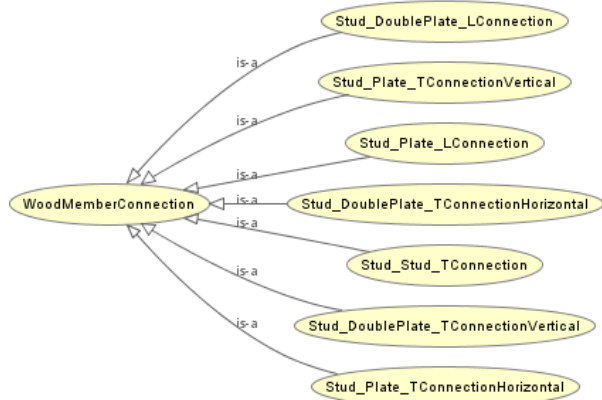 Stud_DoublePlate_LConnection
is-a
Stud_Plate_TConnectionVertical
is-a
Stud_Plate_LConnection
is-a
WoodMemberConnection
is-a
Stud_DoublePlate_TConnectionHorizontal
is-a
Stud_Stud_TConnection
is-a
Stud_DoublePlate_TConnectionVertical
is-a
Stud_Plate_TConnectionHorizontal